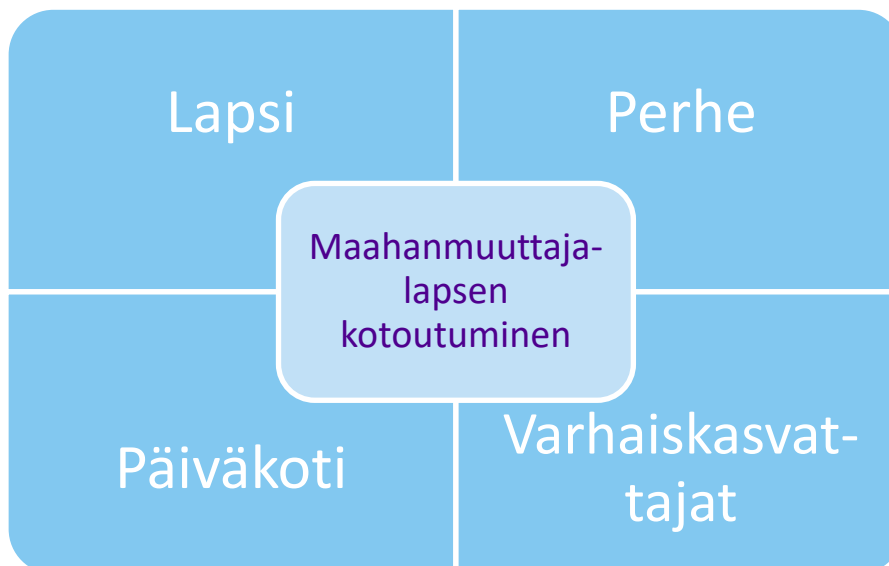 Lapsi
Perhe
Maahanmuuttaja-
lapsen
kotoutuminen
Päiväkoti
Varhaiskasvat-
tajat